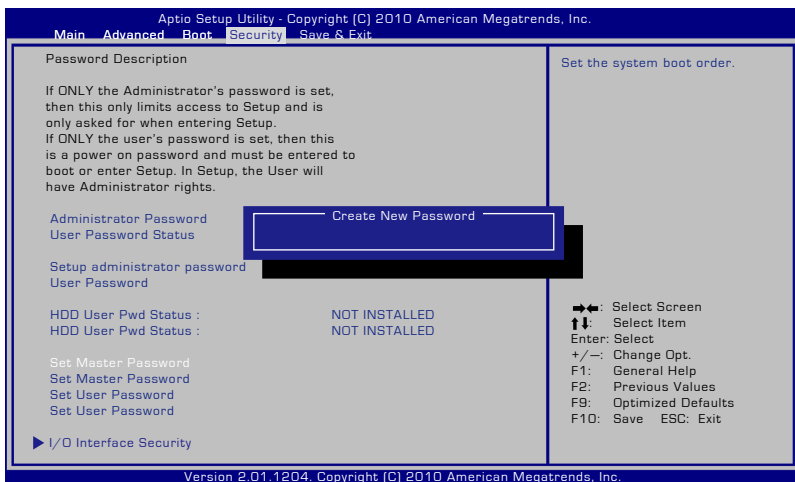 Aptio Setup Utility - Copyright (C) 2010 American Megatrends, Inc.
Main Advanced Boot Security Save & Exit
Password Description
If ONLY the Administrator's password is set,
then this only limits access to Setup and is
only asked for when entering Setup.
If ONLY the user's password is set, then this
is a power on password and must be entered to
boot or enter Setup. In Setup, the User will
have Administrator rights.
Administrator Password
User Password Status
Create New Password
Setup administrator password
User Password
HDD User Pwd Status : NOT INSTALLED
HDD User Pwd Status : NOT INSTALLED
Set Master Password
Set Master Password
Set User Password
Set User Password
I/O Interface Security
Set the system boot order.
→←: Select Screen
↑↓: Select Item
Enter: Select
+/—: Change Opt.
F1: General Help
F2: Previous Values
F9: Optimized Defaults
F10: Save ESC: Exit
Version 2.01.1204. Copyright (C) 2010 American Megatrends, Inc.